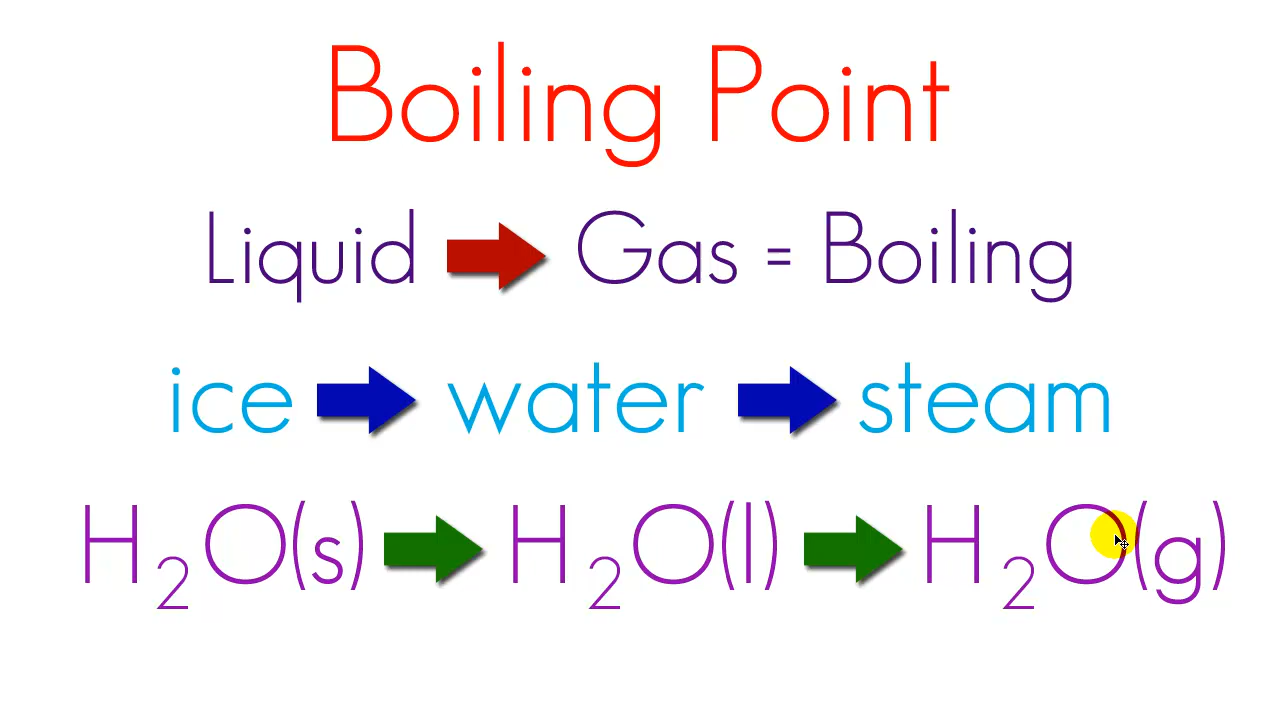 Boiling Point
Liquid Gas = Boiling
ice water steam
H₂O(s) H₂O(l) H₂O(g)